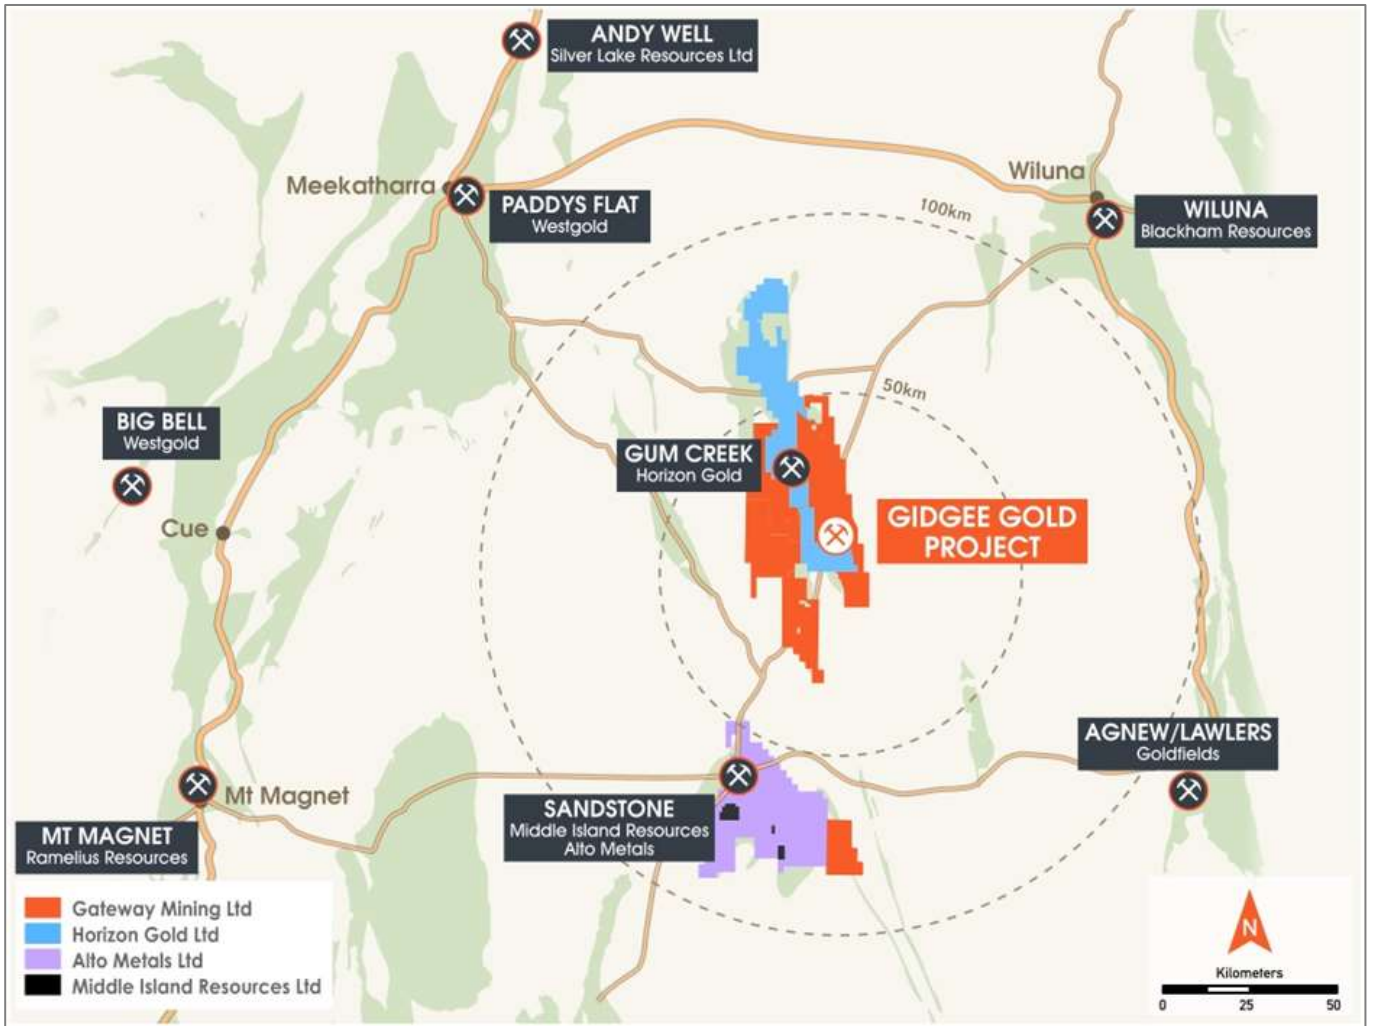 ANDY WELL
Silver Lake Resources Ltd
Meekatharra
PADDYS FLAT
Westgold
Wiluna
WILUNA
Blackham Resources
100km
50km
BIG BELL
Westgold
GUM CREEK
Horizon Gold
Cue
GIDGEE GOLD
PROJECT
AGNEW/LAWLERS
Goldfields
Mt Magnet
MT MAGNET
Ramelius Resources
SANDSTONE
Middle Island Resources
Alto Metals
Gateway Mining Ltd
Horizon Gold Ltd
Alto Metals Ltd
Middle Island Resources Ltd
N
Kilometers
0 25 50